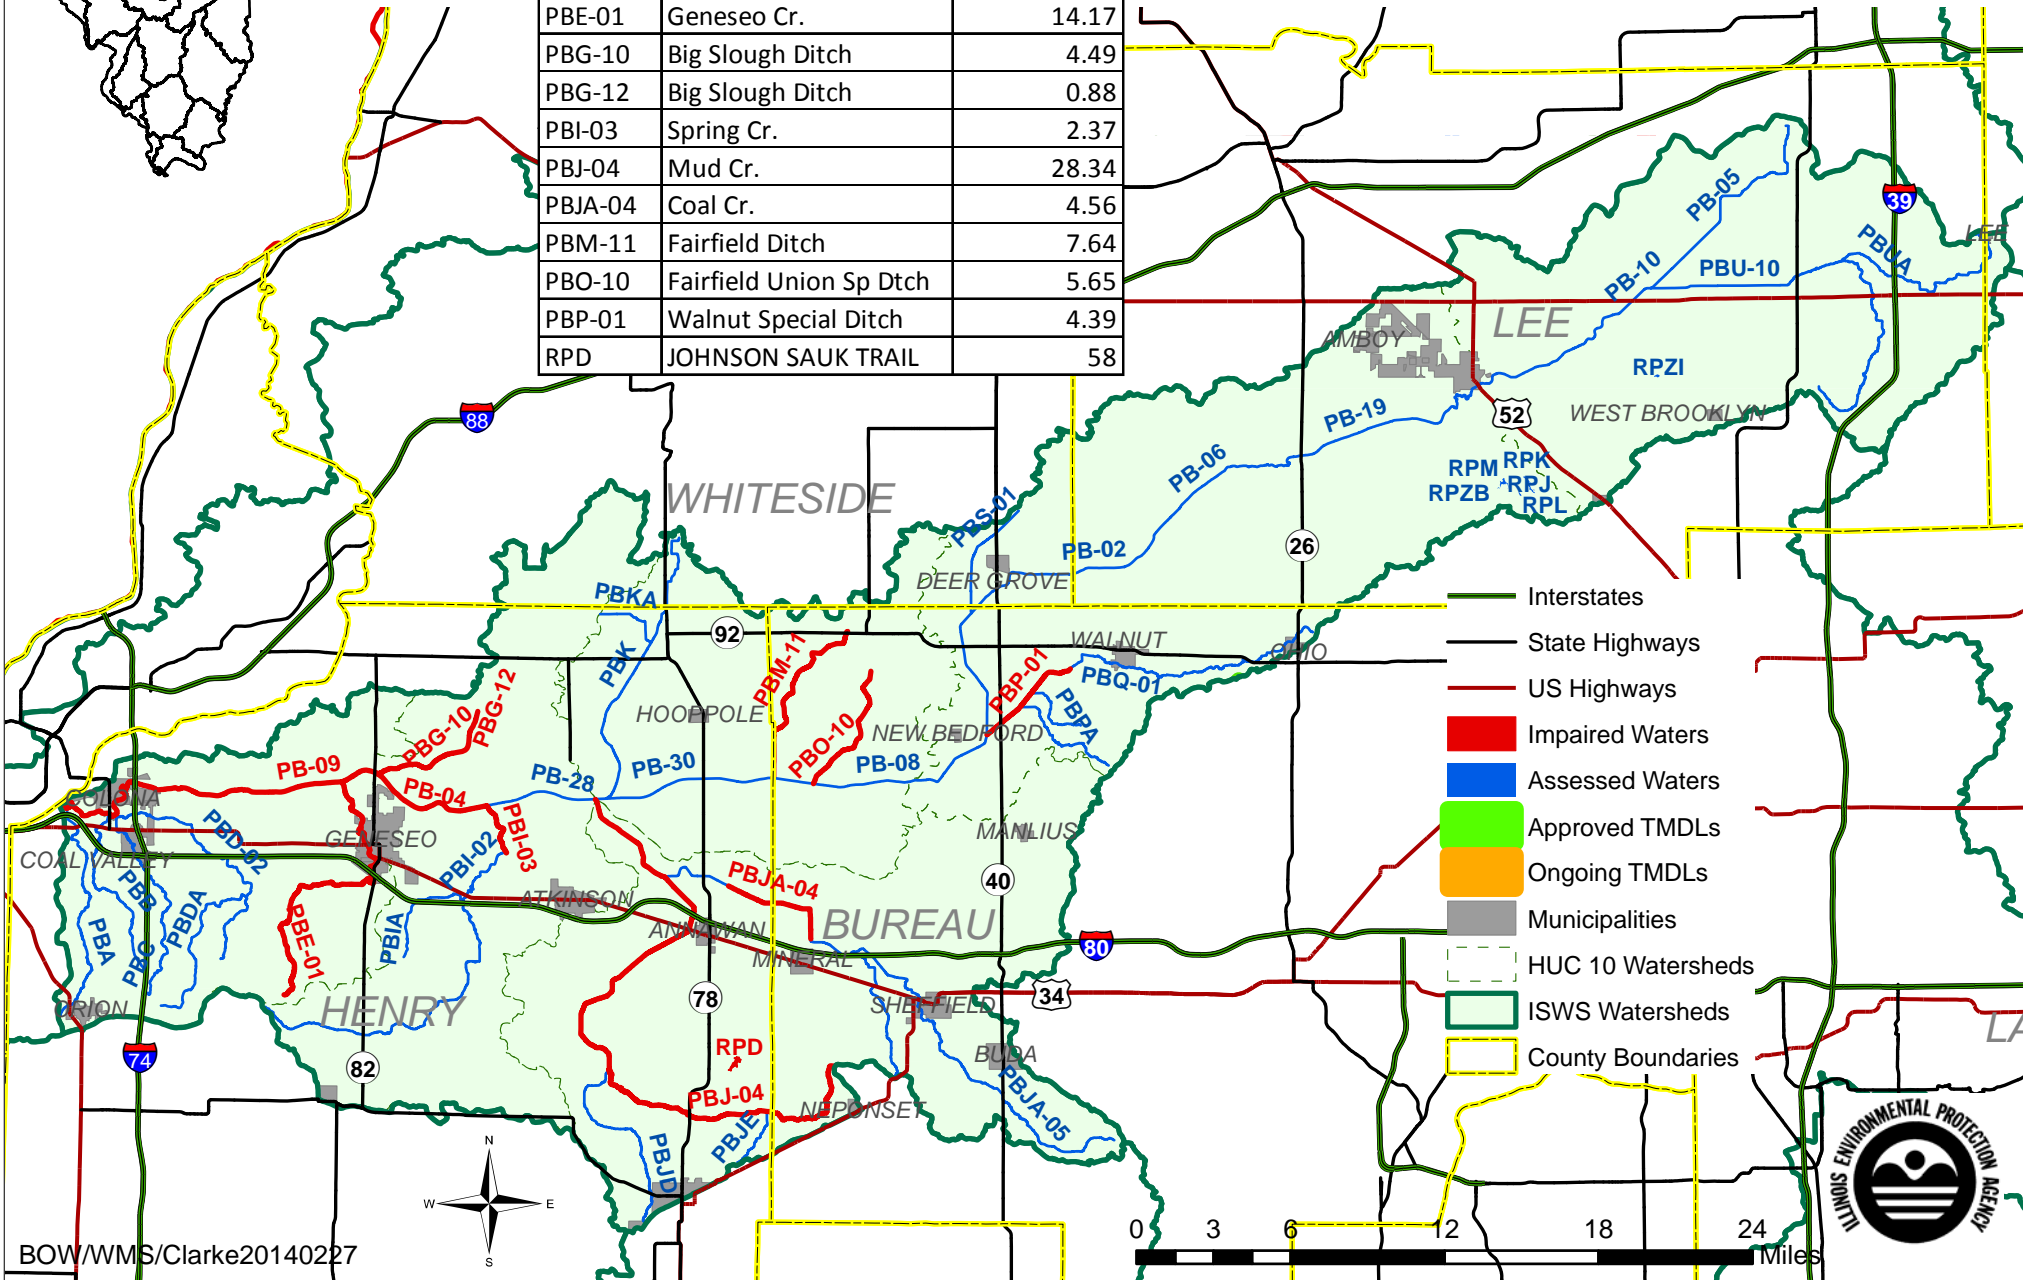 PBE-01 Geneseo Cr. 14.17
PBG-10 Big Slough Ditch 4.49
PBG-12 Big Slough Ditch 0.88
PBI-03 Spring Cr. 2.37
PBJ-04 Mud Cr. 28.34
PBJA-04 Coal Cr. 4.56
PBM-11 Fairfield Ditch 7.64
PBO-10 Fairfield Union Sp Dtch 5.65
PBP-01 Walnut Special Ditch 4.39
RPD JOHNSON SAUK TRAIL 58
PB-05
39
LEE
PBUA
PBU-10
PB-10
LEE
AMBOY
RPZI
WEST BROOKLYN
52
PB-19
88
PB-06
RPM
RPK
RPZB
RPJ
RPL
WHITESIDE
PBS-01
PB-02
26
DEER GROVE
PBKA
92
WALNUT
OHIO
PBK
PBM-11
PBP-01
PBQ-01
PBPA
PBG-12
PBG-10
HOOPPOLE
PBO-10
NEW BEDFORD
PB-09
PB-28
PB-30
PB-08
PB-04
COLONA
PBD-02
GENESEO
PBI-03
MANLIUS
COAL VALLEY
PBI-02
PBB
PBDA
PBJA-04
40
ATKINSON
PBA
PBC
PBE-01
PBIA
ANNAWAN
BUREAU
80
MINERAL
ORION
HENRY
78
SHEFFIELD
34
74
82
RPD
BUDA
PBJ-04
NEPONSET
PBJA-05
PBJE
PBJD
Interstates
State Highways
US Highways
Impaired Waters
Assessed Waters
Approved TMDLs
Ongoing TMDLs
Municipalities
HUC 10 Watersheds
ISWS Watersheds
County Boundaries
LA
N
W E
S
0 3 6 12 18 24
Miles
ILLINOIS ENVIRONMENTAL PROTECTION AGENCY
BOW/WMS/Clarke20140227